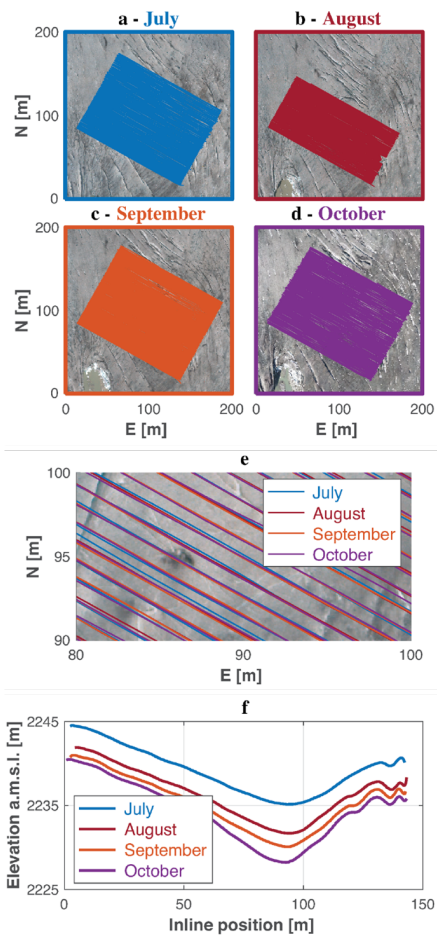 a - July
b - August
200
N [m]
100
0
c - September
d - October
200
N [m]
100
0
0
100
200
0
100
200
E [m]
E [m]
e
100
N [m]
95
90
July
August
September
October
80
90
100
E [m]
f
Elevation a.m.s.l. [m]
2245
2235
2225
July
August
September
October
0
50
100
150
Inline position [m]